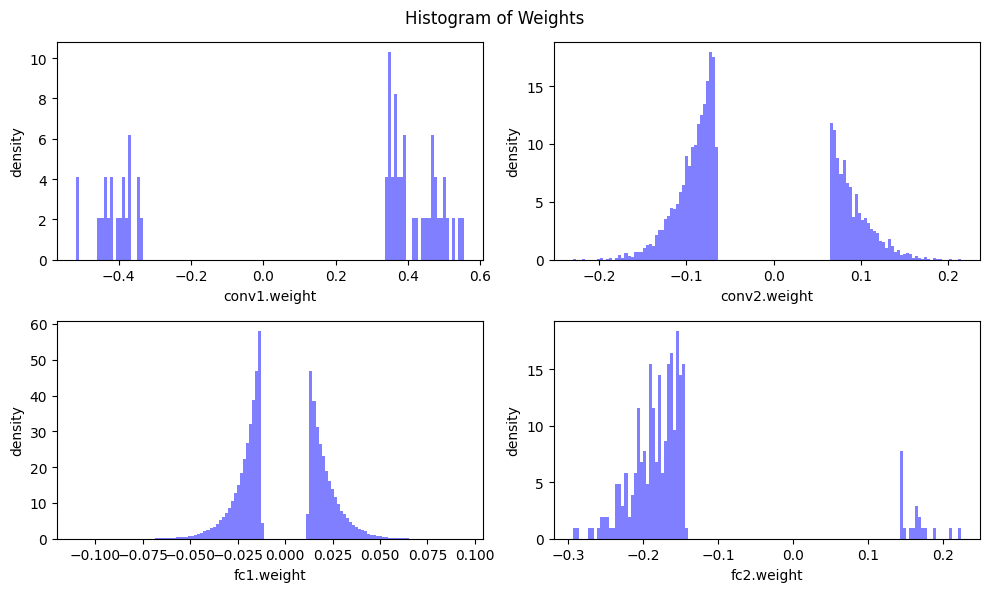 Histogram of Weights
density
10
8
6
4
2
0
−0.4 −0.2 0.0 0.2 0.4 0.6
conv1.weight
density
15
10
5
0
−0.2 −0.1 0.0 0.1 0.2
conv2.weight
density
60
50
40
30
20
10
0
−0.100 −0.075 −0.050 −0.025 0.000 0.025 0.050 0.075 0.100
fc1.weight
density
15
10
5
0
−0.3 −0.2 −0.1 0.0 0.1 0.2
fc2.weight